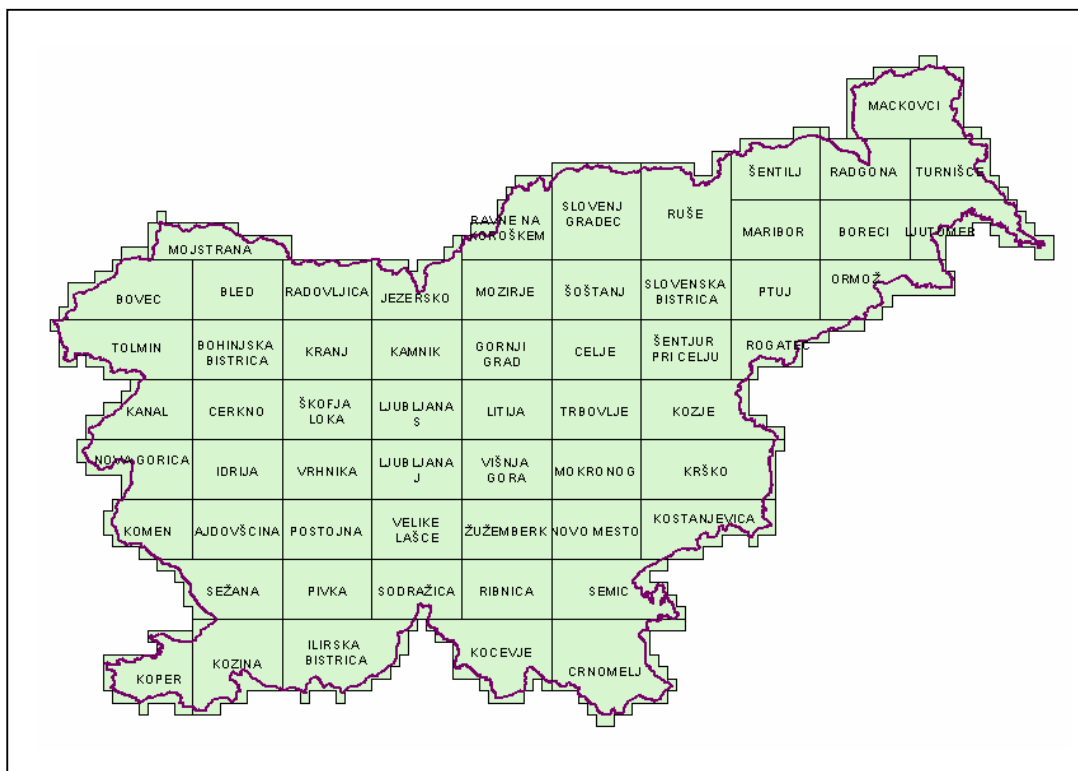 MACKOVCI
ŠENTILJ
RADGONA
TURNIŠCE
SLOVENJ
GRADEC
RUŠE
RAVNE NA
KOROŠKEM
MARIBOR
BORECI
LJUTOMER
MOJSTRANA
BOVEC
BLED
RADOVLJICA
JEZERSKO
MOZIRJE
ŠOŠTANJ
SLOVENSKA
BISTRICA
PTUJ
ORMOŽ
TOLMIN
BOHINJSKA
BISTRICA
KRANJ
KAMNIK
GORNJI
GRAD
CELJE
ŠENTJUR
PRI CELJU
ROGATEC
KANAL
CERKNO
ŠKOFJA
LOKA
LJUBLJANA
S
LITIJA
TRBOVLJE
KOZJE
NOVA GORICA
IDRIJA
VRHNIKA
LJUBLJANA
J
VIŠNJA
GORA
MOKRONOG
KRŠKO
KOMEN
AJDOVŠCINA
POSTOJNA
VELIKE
LAŠCE
ŽUŽEMBERK
NOVO MESTO
KOSTANJEVICA
SEŽANA
PIVKA
SODRAŽICA
RIBNICA
SEMIC
KOPER
KOZINA
ILIRSKA
BISTRICA
KOCEVJE
CRNOMELJ